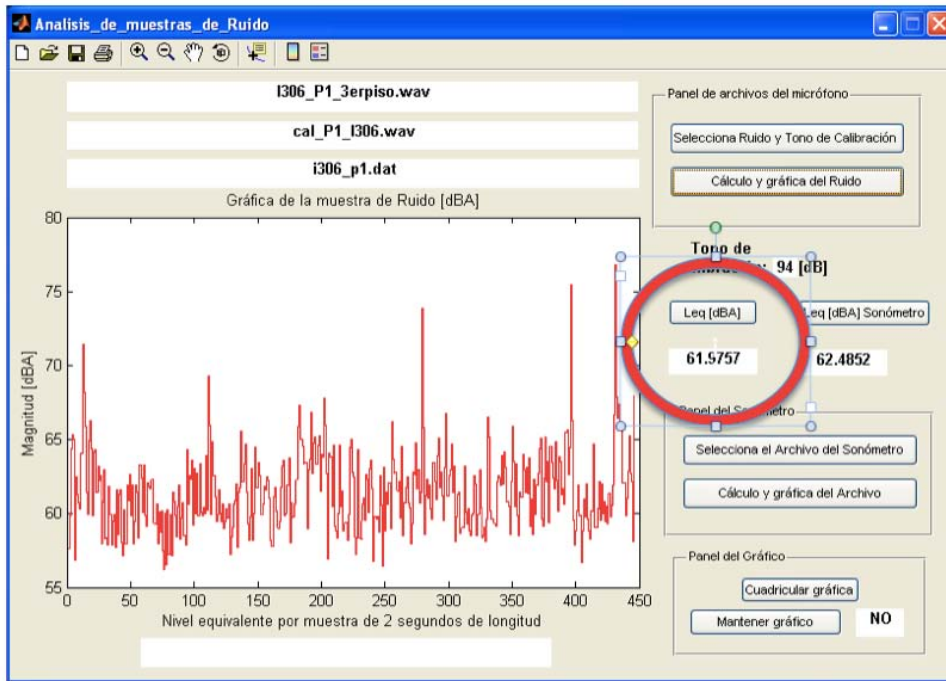 Analisis_de_muestras_de_Ruido
I306_P1_3erpiso.wav
cal_P1_I306.wav
i306_p1.dat
Gráfica de la muestra de Ruido [dBA]
Magnitud [dBA]
80
75
70
65
60
55
0 50 100 150 200 250 300 350 400 450
Nivel equivalente por muestra de 2 segundos de longitud
Panel de archivos del micrófono
Selecciona Ruido y Tono de Calibración
Cálculo y gráfica del Ruido
Tono de
94 [dB]
Leq [dBA]
Leq [dBA] Sonómetro
61.5757
62.4852
Panel del
Selecciona el Archivo del Sonómetro
Cálculo y gráfica del Archivo
Panel del Gráfico
Cuadricular gráfica
Mantener gráfico
NO